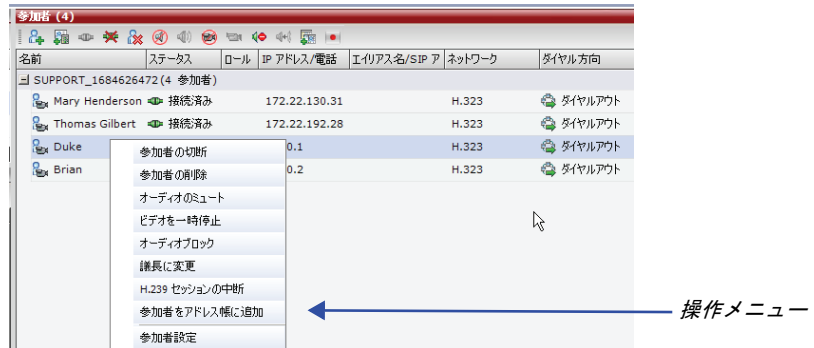 参加者 (4)
名前 ステータス ロール IP アドレス/電話 エイリアス名/SIP ア ネットワーク ダイヤル方向
SUPPORT_1684626472(4 参加者)
Mary Henderson 接続済み 172.22.130.31 H.323 ダイヤルアウト
Thomas Gilbert 接続済み 172.22.192.28 H.323 ダイヤルアウト
Duke 0.1 H.323 ダイヤルアウト
Brian 0.2 H.323 ダイヤルアウト
参加者の切断
参加者の削除
オーディオのミュート
ビデオを一時停止
オーディオブロック
議長に変更
H.239 セッションの中断
参加者をアドレス帳に追加
参加者設定
操作メニュー